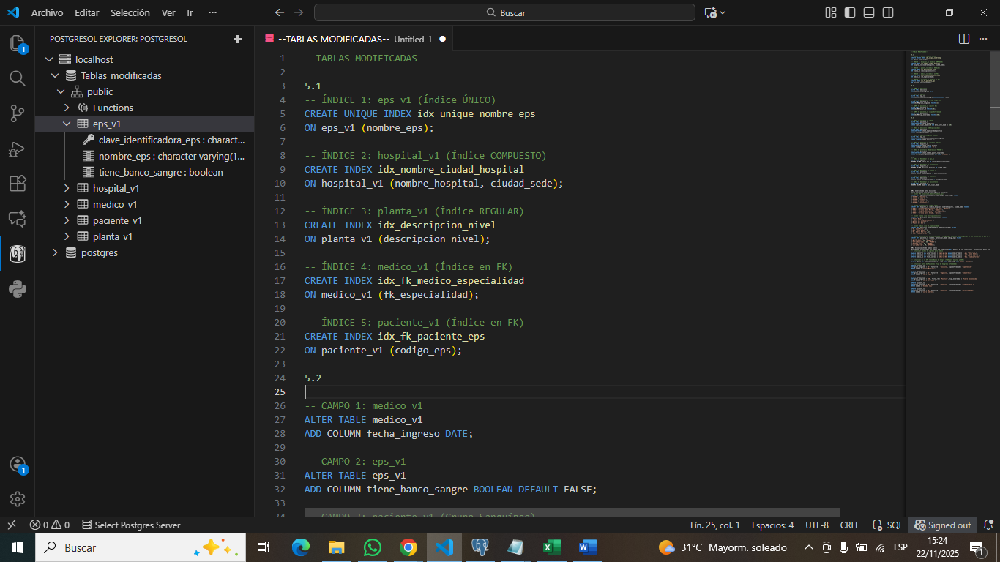 Archivo Editar Selección Ver Ir ··· Buscar
POSTGRESQL EXPLORER: POSTGRESQL
localhost
Tablas_modificadas
public
Functions
eps_v1
clave_identificadora_eps : charact...
nombre_eps : character varying(1...
tiene_banco_sangre : boolean
hospital_v1
medico_v1
paciente_v1
planta_v1
postgres
1
1
--TABLAS MODIFICADAS-- Untitled-1
1 --TABLAS MODIFICADAS--
2
3 5.1
4 -- ÍNDICE 1: eps_v1 (Índice ÚNICO)
5 CREATE UNIQUE INDEX idx_unique_nombre_eps
6 ON eps_v1 (nombre_eps);
7
8 -- ÍNDICE 2: hospital_v1 (Índice COMPUESTO)
9 CREATE INDEX idx_nombre_ciudad_hospital
10 ON hospital_v1 (nombre_hospital, ciudad_sede);
11
12 -- ÍNDICE 3: planta_v1 (Índice REGULAR)
13 CREATE INDEX idx_descripcion_nivel
14 ON planta_v1 (descripcion_nivel);
15
16 -- ÍNDICE 4: medico_v1 (Índice en FK)
17 CREATE INDEX idx_fk_medico_especialidad
18 ON medico_v1 (fk_especialidad);
19
20 -- ÍNDICE 5: paciente_v1 (Índice en FK)
21 CREATE INDEX idx_fk_paciente_eps
22 ON paciente_v1 (codigo_eps);
23
24 5.2
25
26 -- CAMPO 1: medico_v1
27 ALTER TABLE medico_v1
28 ADD COLUMN fecha_ingreso DATE;
29
30 -- CAMPO 2: eps_v1
31 ALTER TABLE eps_v1
32 ADD COLUMN tiene_banco_sangre BOOLEAN DEFAULT FALSE;
33
34 -- CAMPO 3: paciente_v1 (Grupo Sanguíneo)
0 0 Select Postgres Server Lín. 25, col. 1 Espacios: 4 UTF-8 CRLF {} SQL Signed out
Buscar 31°C Mayorm. soleado ESP 15:24
22/11/2025 1